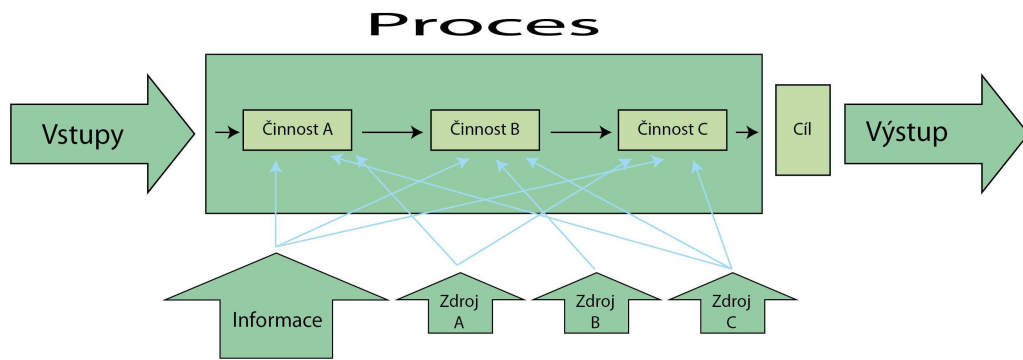 Proces
Vstupy
Činnost A
Činnost B
Činnost C
Cíl
Výstup
Informace
Zdroj
A
Zdroj
B
Zdroj
C